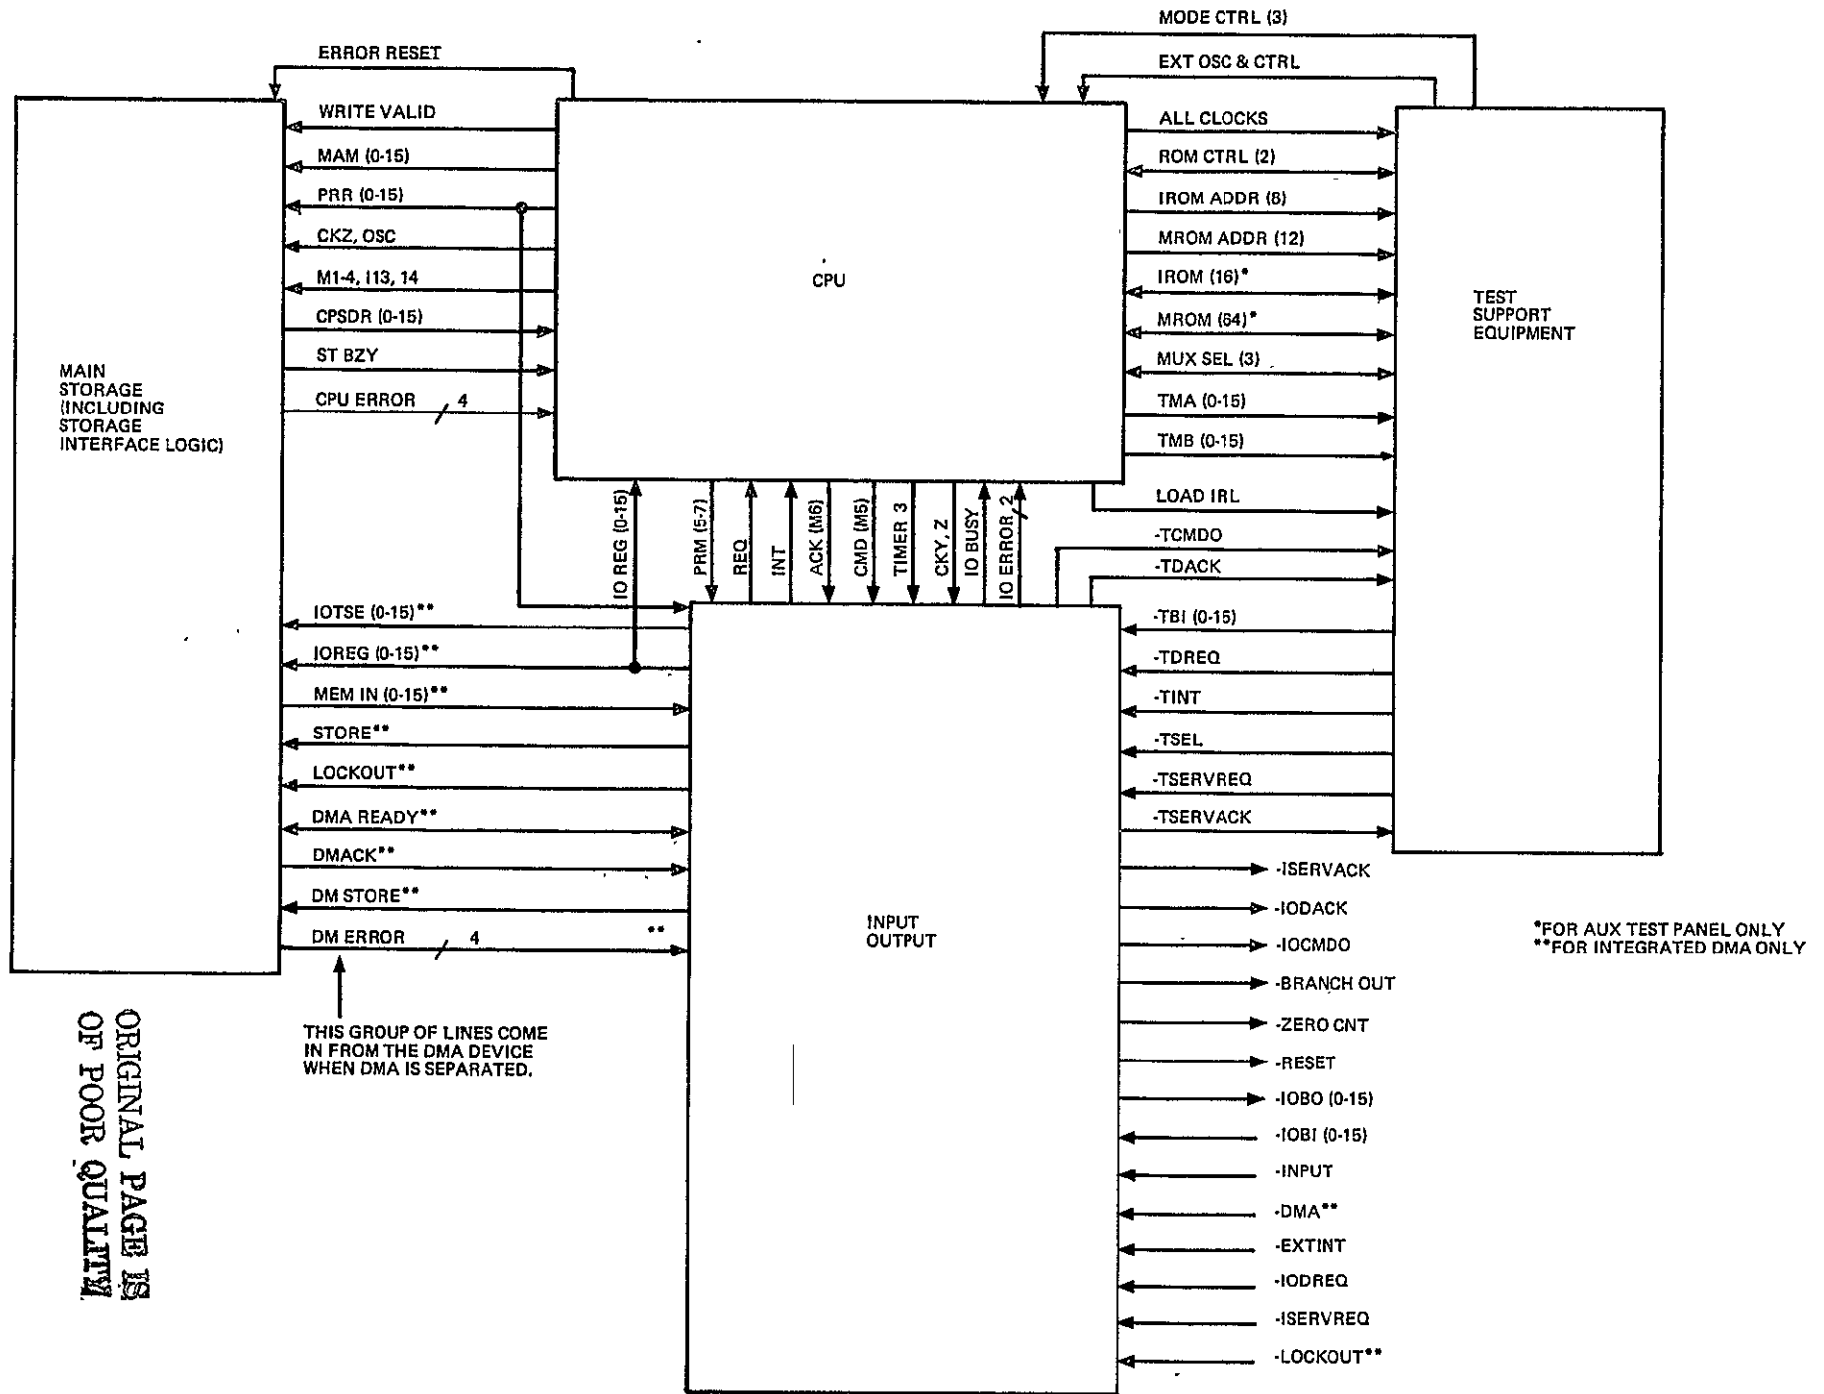 MODE CTRL (3)
ERROR RESET
EXT OSC & CTRL
WRITE VALID
MAM (0-15)
PRR (0-15)
CKZ, OSC
M1-4, I13, 14
CPSDR (0-15)
ST BZY
CPU ERROR 4
MAIN
STORAGE
(INCLUDING
STORAGE
INTERFACE LOGIC)
CPU
ALL CLOCKS
ROM CTRL (2)
IROM ADDR (8)
MROM ADDR (12)
IROM (16)*
MROM (64)*
MUX SEL (3)
TMA (0-15)
TMB (0-15)
LOAD IRL
-TCMDO
-TDACK
-TBI (0-15)
-TDREQ
-TINT
-TSEL
-TSERVREQ
-TSERVACK
TEST
SUPPORT
EQUIPMENT
IO REG (0-15)
PRM (5-7)
REQ
INT
ACK (M6)
CMD (M5)
TIMER 3
CKY, Z
IO BUSY
IO ERROR 2
IOTSE (0-15)**
IOREG (0-15)**
MEM IN (0-15)**
STORE**
LOCKOUT**
DMA READY**
DMACK**
DM STORE**
DM ERROR 4 **
THIS GROUP OF LINES COME
IN FROM THE DMA DEVICE
WHEN DMA IS SEPARATED.
INPUT
OUTPUT
-ISERVACK
-IODACK
-IOCMDO
-BRANCH OUT
-ZERO CNT
-RESET
-IOBO (0-15)
-IOBI (0-15)
-INPUT
-DMA**
-EXTINT
-IODREQ
-ISERVREQ
-LOCKOUT**
*FOR AUX TEST PANEL ONLY
**FOR INTEGRATED DMA ONLY
ORIGINAL PAGE IS
OF POOR QUALITY